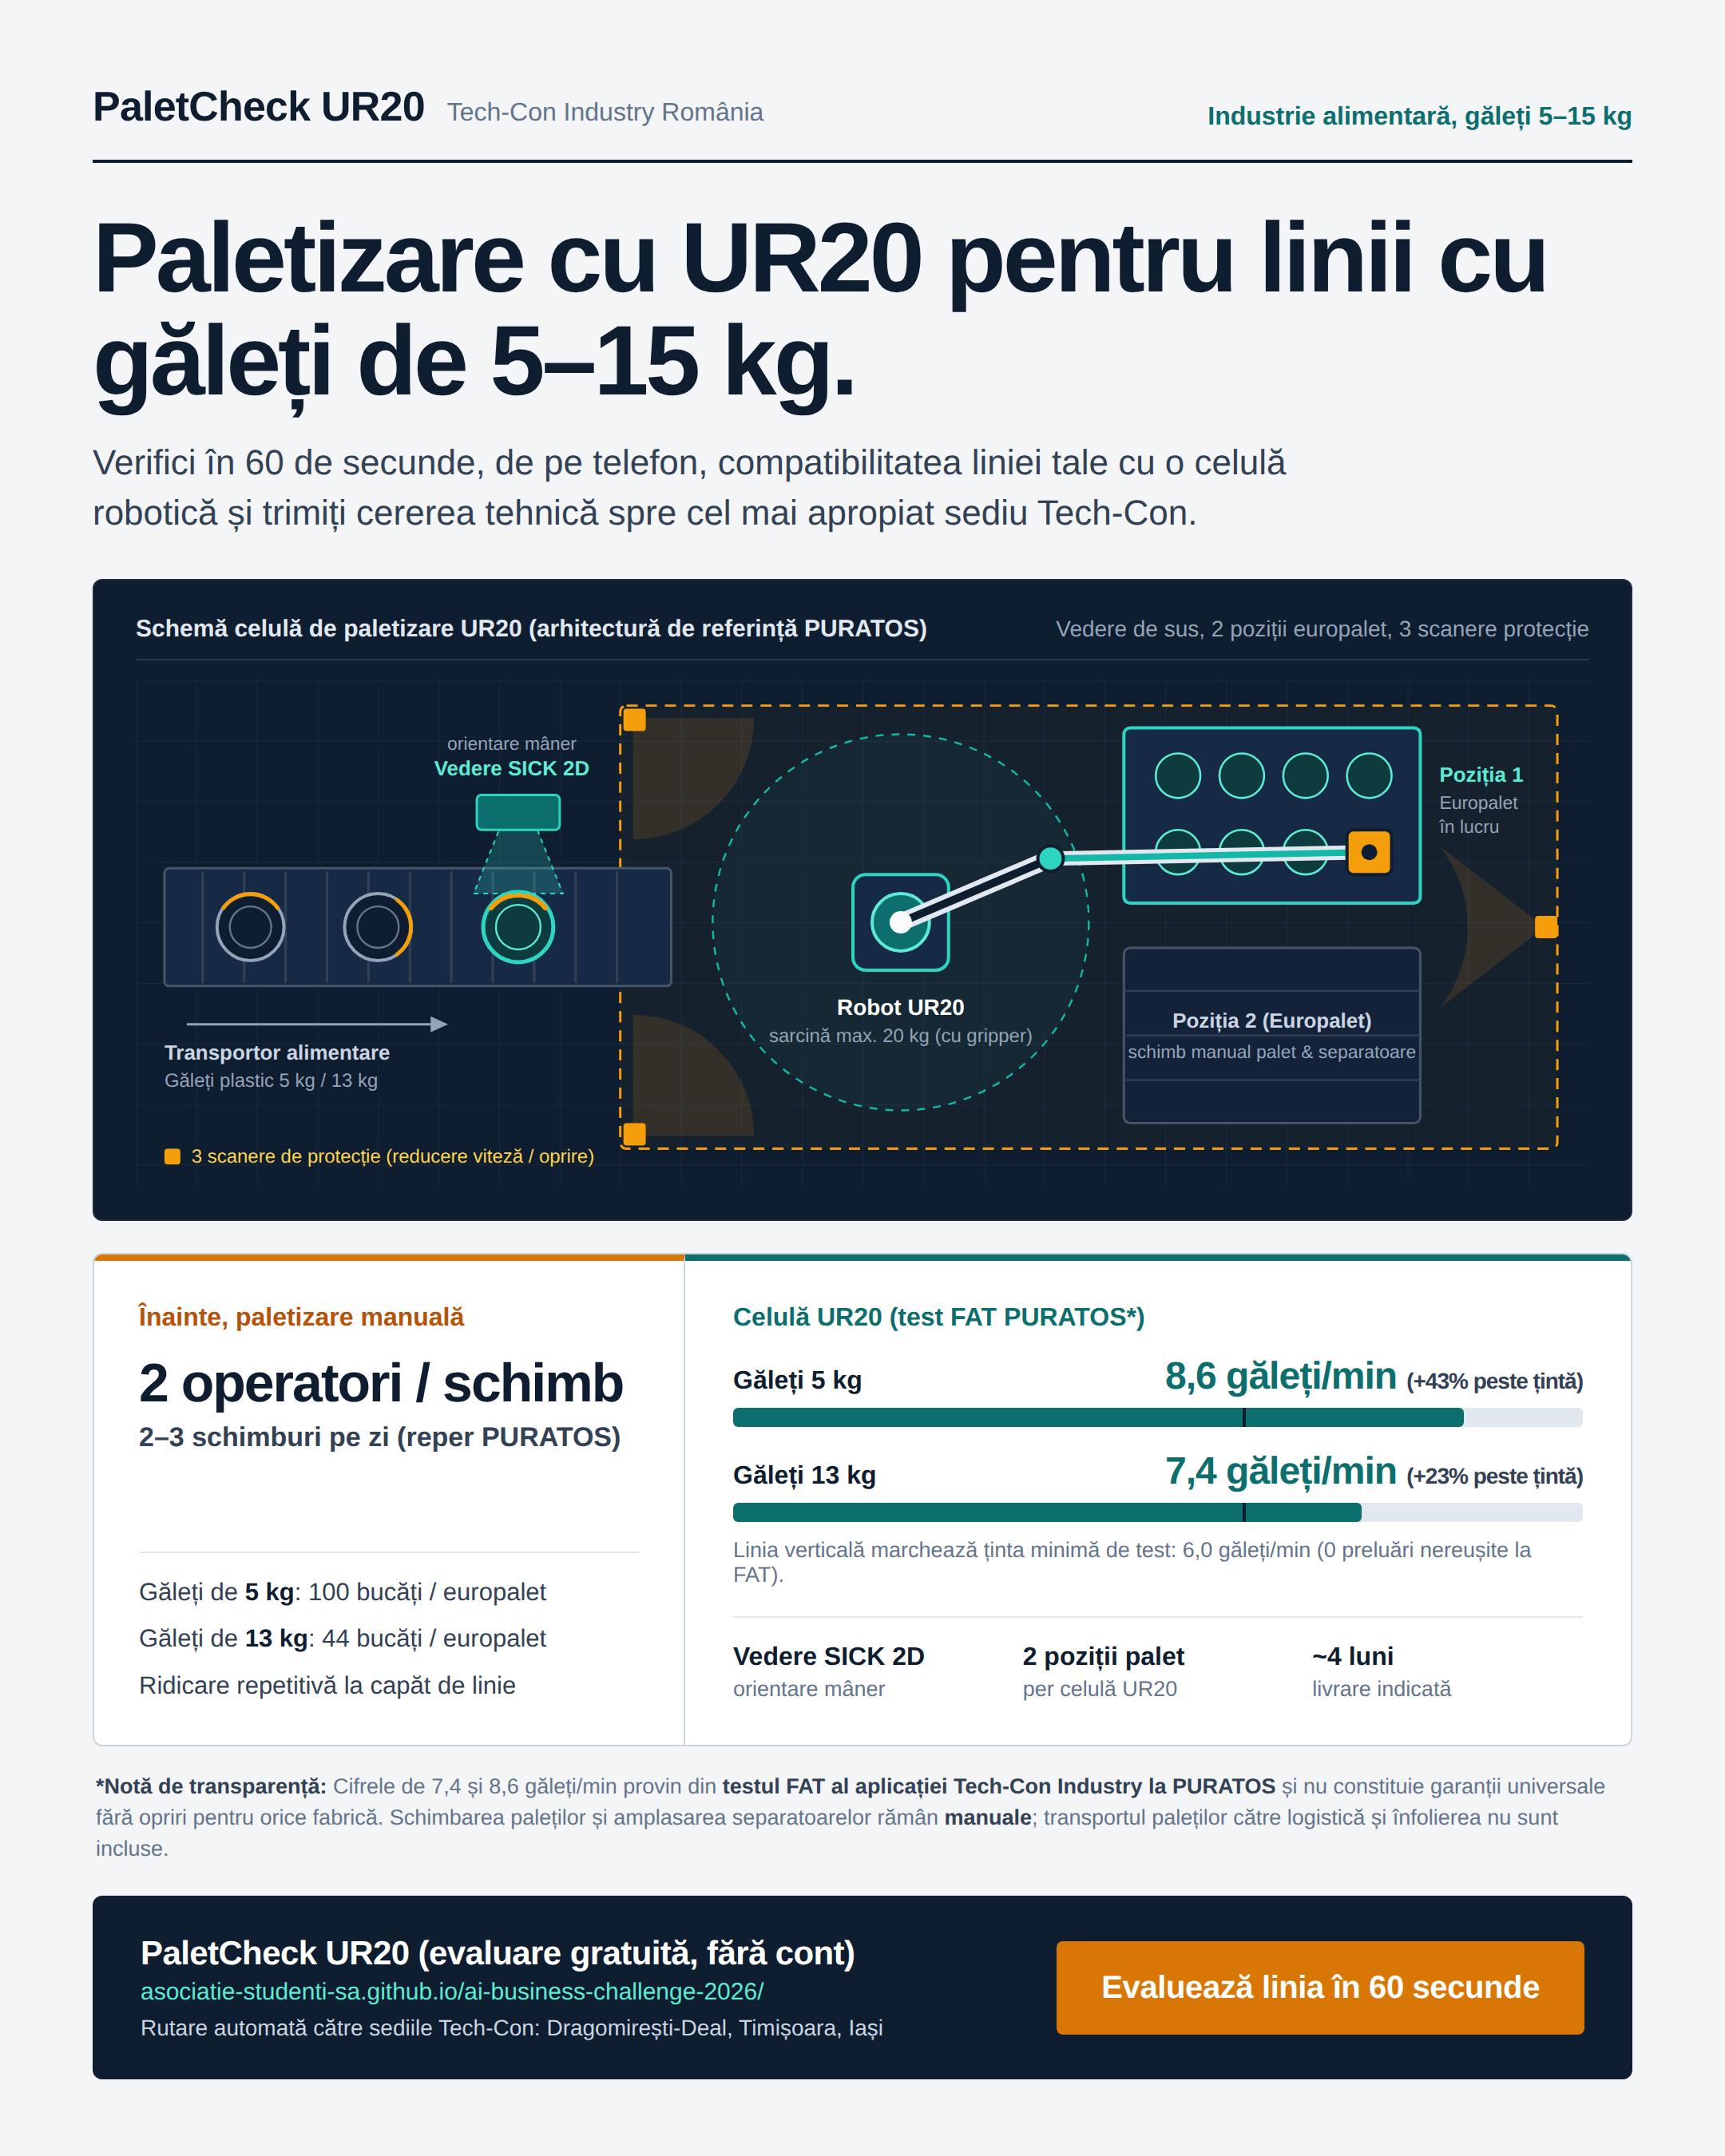 PaletCheck UR20 Tech-Con Industry România
Industrie alimentară, găleți 5–15 kg
Paletizare cu UR20 pentru linii cu
găleți de 5–15 kg.
Verifici în 60 de secunde, de pe telefon, compatibilitatea liniei tale cu o celulă
robotică și trimiți cererea tehnică spre cel mai apropiat sediu Tech-Con.
Schemă celulă de paletizare UR20 (arhitectură de referință PURATOS)
Vedere de sus, 2 poziții europalet, 3 scanere protecție
orientare mâner
Vedere SICK 2D
Poziția 1
Europalet
în lucru
Robot UR20
sarcină max. 20 kg (cu gripper)
Poziția 2 (Europalet)
schimb manual palet & separatoare
Transportor alimentare
Găleți plastic 5 kg / 13 kg
3 scanere de protecție (reducere viteză / oprire)
Înainte, paletizare manuală
2 operatori / schimb
2–3 schimburi pe zi (reper PURATOS)
Găleți de 5 kg: 100 bucăți / europalet
Găleți de 13 kg: 44 bucăți / europalet
Ridicare repetitivă la capăt de linie
Celulă UR20 (test FAT PURATOS*)
Găleți 5 kg 8,6 găleți/min (+43% peste țintă)
Găleți 13 kg 7,4 găleți/min (+23% peste țintă)
Linia verticală marchează ținta minimă de test: 6,0 găleți/min (0 preluări nereușite la
FAT).
Vedere SICK 2D
orientare mâner
2 poziții palet
per celulă UR20
~4 luni
livrare indicată
*Notă de transparență: Cifrele de 7,4 și 8,6 găleți/min provin din testul FAT al aplicației Tech-Con Industry la PURATOS și nu constituie garanții universale
fără opriri pentru orice fabrică. Schimbarea paleților și amplasarea separatoarelor rămân manuale; transportul paleților către logistică și înfolierea nu sunt
incluse.
PaletCheck UR20 (evaluare gratuită, fără cont)
asociatie-studenti-sa.github.io/ai-business-challenge-2026/
Rutare automată către sediile Tech-Con: Dragomirești-Deal, Timișoara, Iași
Evaluează linia în 60 secunde